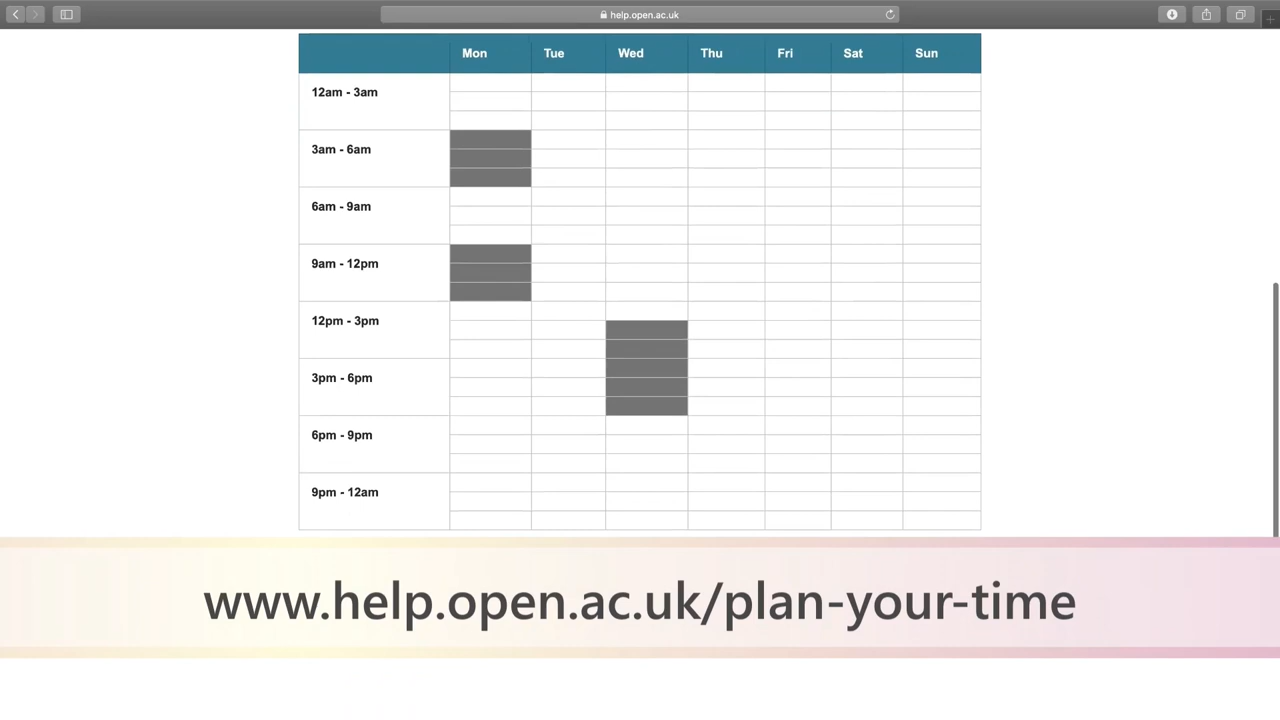 help.open.ac.uk
Mon Tue Wed Thu Fri Sat Sun
12am - 3am
3am - 6am
6am - 9am
9am - 12pm
12pm - 3pm
3pm - 6pm
6pm - 9pm
9pm - 12am
www.help.open.ac.uk/plan-your-time